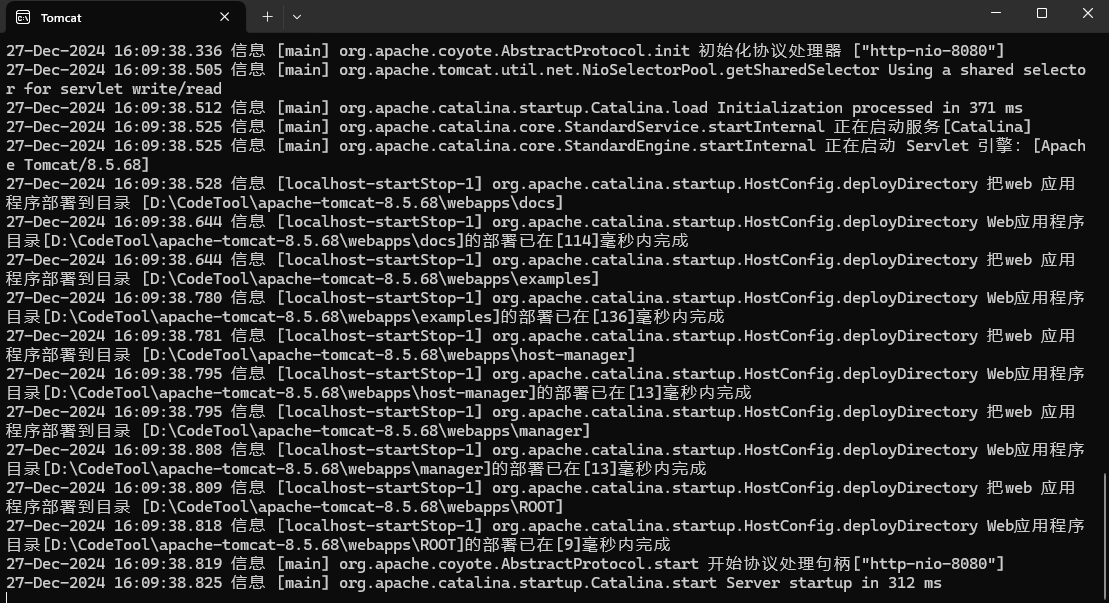 Tomcat
27-Dec-2024 16:09:38.336 信息 [main] org.apache.coyote.AbstractProtocol.init 初始化协议处理器 ["http-nio-8080"]
27-Dec-2024 16:09:38.505 信息 [main] org.apache.tomcat.util.net.NioSelectorPool.getSharedSelector Using a shared selecto
r for servlet write/read
27-Dec-2024 16:09:38.512 信息 [main] org.apache.catalina.startup.Catalina.load Initialization processed in 371 ms
27-Dec-2024 16:09:38.525 信息 [main] org.apache.catalina.core.StandardService.startInternal 正在启动服务[Catalina]
27-Dec-2024 16:09:38.525 信息 [main] org.apache.catalina.core.StandardEngine.startInternal 正在启动 Servlet 引擎：[Apach
e Tomcat/8.5.68]
27-Dec-2024 16:09:38.528 信息 [localhost-startStop-1] org.apache.catalina.startup.HostConfig.deployDirectory 把web 应用
程序部署到目录 [D:\CodeTool\apache-tomcat-8.5.68\webapps\docs]
27-Dec-2024 16:09:38.644 信息 [localhost-startStop-1] org.apache.catalina.startup.HostConfig.deployDirectory Web应用程序
目录[D:\CodeTool\apache-tomcat-8.5.68\webapps\docs]的部署已在[114]毫秒内完成
27-Dec-2024 16:09:38.644 信息 [localhost-startStop-1] org.apache.catalina.startup.HostConfig.deployDirectory 把web 应用
程序部署到目录 [D:\CodeTool\apache-tomcat-8.5.68\webapps\examples]
27-Dec-2024 16:09:38.780 信息 [localhost-startStop-1] org.apache.catalina.startup.HostConfig.deployDirectory Web应用程序
目录[D:\CodeTool\apache-tomcat-8.5.68\webapps\examples]的部署已在[136]毫秒内完成
27-Dec-2024 16:09:38.781 信息 [localhost-startStop-1] org.apache.catalina.startup.HostConfig.deployDirectory 把web 应用
程序部署到目录 [D:\CodeTool\apache-tomcat-8.5.68\webapps\host-manager]
27-Dec-2024 16:09:38.795 信息 [localhost-startStop-1] org.apache.catalina.startup.HostConfig.deployDirectory Web应用程序
目录[D:\CodeTool\apache-tomcat-8.5.68\webapps\host-manager]的部署已在[13]毫秒内完成
27-Dec-2024 16:09:38.795 信息 [localhost-startStop-1] org.apache.catalina.startup.HostConfig.deployDirectory 把web 应用
程序部署到目录 [D:\CodeTool\apache-tomcat-8.5.68\webapps\manager]
27-Dec-2024 16:09:38.808 信息 [localhost-startStop-1] org.apache.catalina.startup.HostConfig.deployDirectory Web应用程序
目录[D:\CodeTool\apache-tomcat-8.5.68\webapps\manager]的部署已在[13]毫秒内完成
27-Dec-2024 16:09:38.809 信息 [localhost-startStop-1] org.apache.catalina.startup.HostConfig.deployDirectory 把web 应用
程序部署到目录 [D:\CodeTool\apache-tomcat-8.5.68\webapps\ROOT]
27-Dec-2024 16:09:38.818 信息 [localhost-startStop-1] org.apache.catalina.startup.HostConfig.deployDirectory Web应用程序
目录[D:\CodeTool\apache-tomcat-8.5.68\webapps\ROOT]的部署已在[9]毫秒内完成
27-Dec-2024 16:09:38.819 信息 [main] org.apache.coyote.AbstractProtocol.start 开始协议处理句柄["http-nio-8080"]
27-Dec-2024 16:09:38.825 信息 [main] org.apache.catalina.startup.Catalina.start Server startup in 312 ms